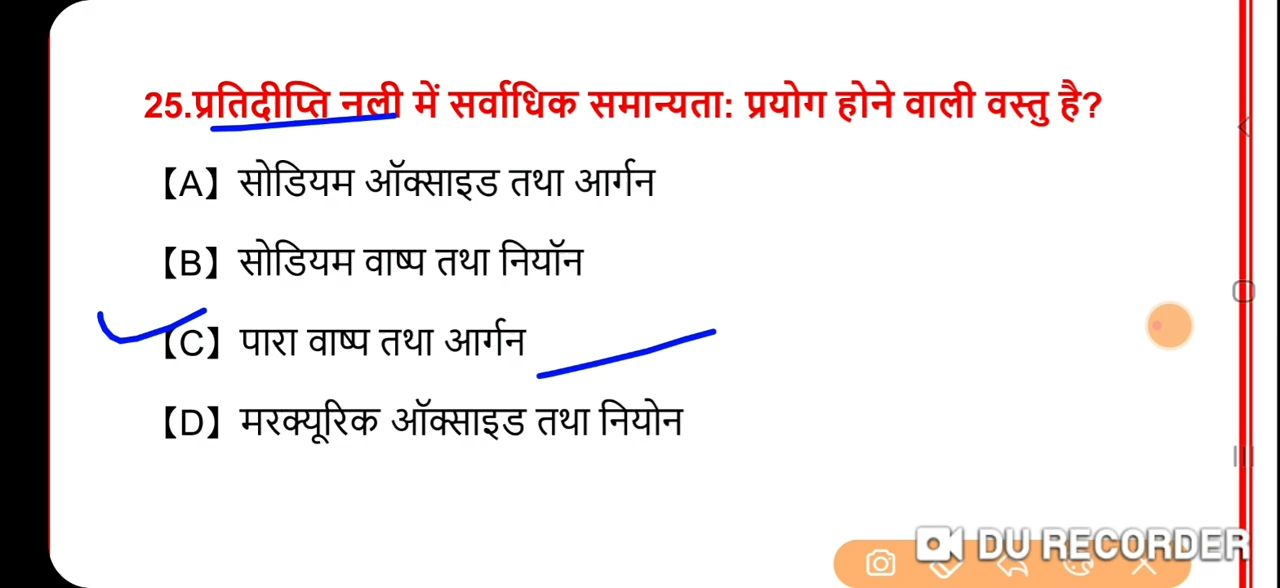 25.प्रतिदीप्ति नली में सर्वाधिक समान्यता: प्रयोग होने वाली वस्तु है?
【A】 सोडियम ऑक्साइड तथा आर्गन
【B】 सोडियम वाष्प तथा नियॉन
【C】 पारा वाष्प तथा आर्गन
【D】 मरक्यूरिक ऑक्साइड तथा नियोन
DU RECORDER